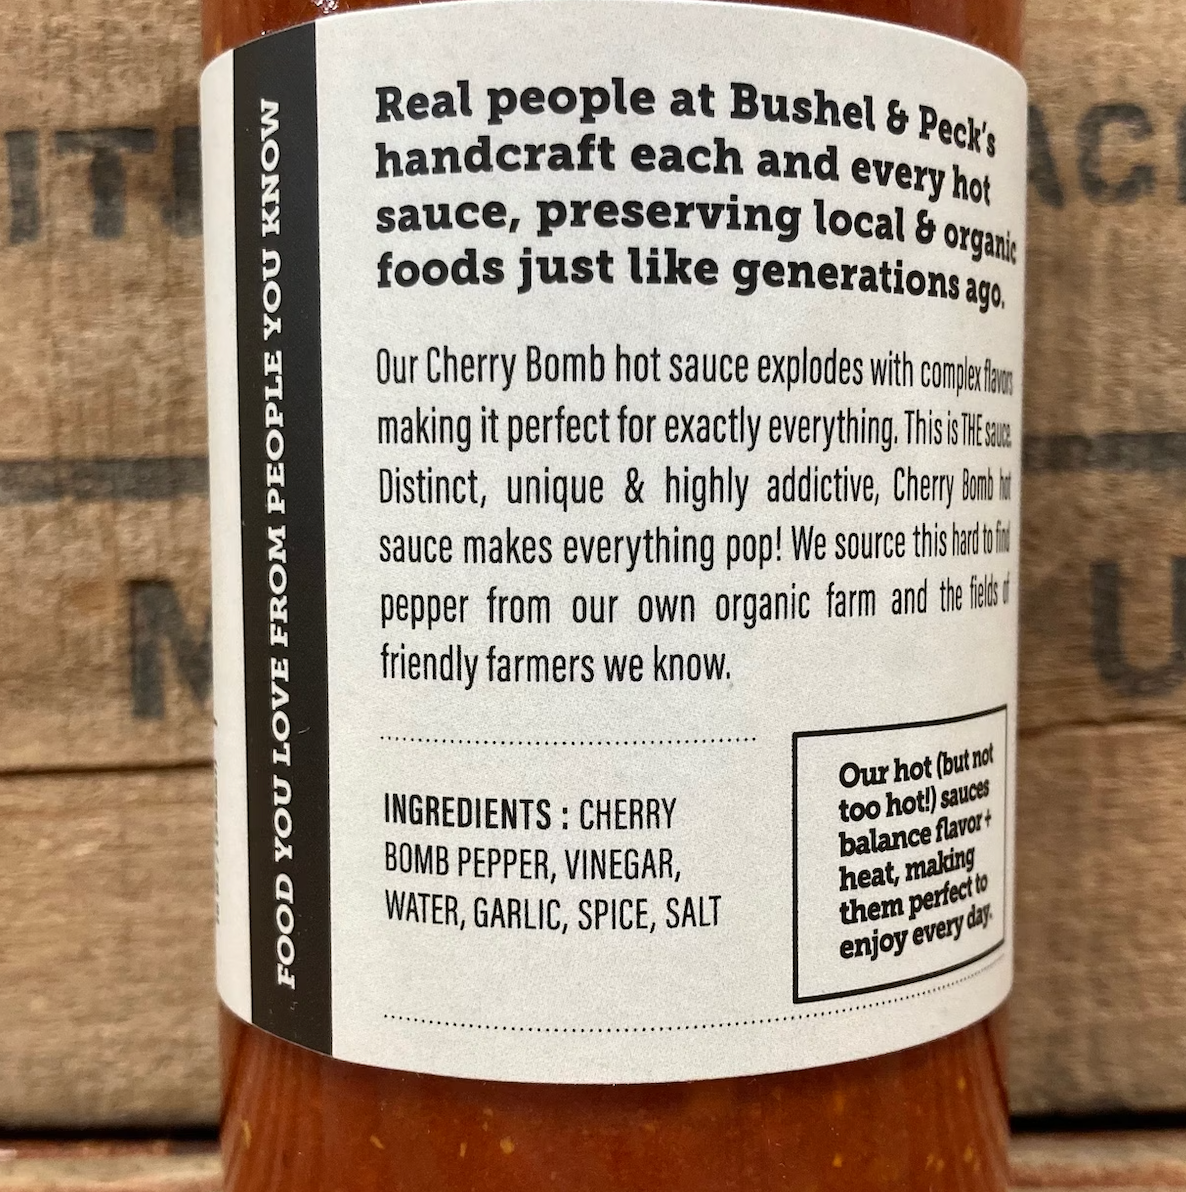 FOOD YOU LOVE FROM PEOPLE YOU KNOW
Real people at Bushel & Peck's
handcraft each and every hot
sauce, preserving local & organic
foods just like generations ago.
Our Cherry Bomb hot sauce explodes with complex flavors
making it perfect for exactly everything. This is THE sauce.
Distinct, unique & highly addictive, Cherry Bomb hot
sauce makes everything pop! We source this hard to find
pepper from our own organic farm and the fields of
friendly farmers we know.
INGREDIENTS : CHERRY
BOMB PEPPER, VINEGAR,
WATER, GARLIC, SPICE, SALT
Our hot (but not
too hot!) sauces
balance flavor +
heat, making
them perfect to
enjoy every day.